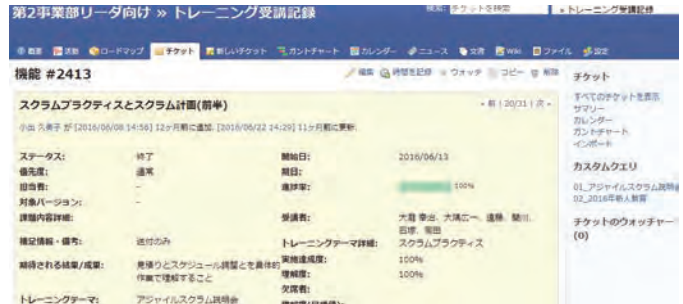 第2事業部リーダ向け » トレーニング受講記録
検索: チケットを検索
» トレーニング受講記録
概要 活動 ロードマップ チケット 新しいチケット ガントチャート カレンダー ニュース 文書 Wiki ファイル 設定
機能 #2413
編集 時間を記録 ウォッチ コピー 削除
スクラムプラクティスとスクラム計画(前半)
« 前 | 20/31 | 次 »
小出 久美子 が [2016/06/08 14:56] 12ヶ月前に追加. [2016/06/22 14:29] 11ヶ月前に更新.
ステータス: 終了 開始日: 2016/06/13
優先度: 通常 期日:
担当者: - 進捗率: 100%
対象バージョン: -
課題内容詳細: 受講者:
補足情報・備考: 送付のみ トレーニングテーマ詳細: スクラムプラクティス
期待される結果/成果: 見積りとスケジュール調整とを具体的作業で理解すること
実施達成度: 100%
理解度: 100%
欠席者:
トレーニングテーマ: アジャイルスクラム説明会
チケット
すべてのチケットを表示
サマリー
カレンダー
ガントチャート
インポート
カスタムクエリ
01_アジャイルスクラム説明会
02_2016年新人教育
チケットのウォッチャー
(0)